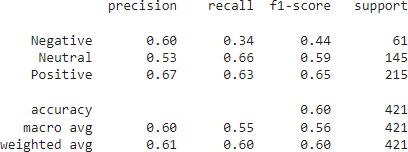 precision recall f1-score support
Negative 0.60 0.34 0.44 61
Neutral 0.53 0.66 0.59 145
Positive 0.67 0.63 0.65 215
accuracy 0.60 421
macro avg 0.60 0.55 0.56 421
weighted avg 0.61 0.60 0.60 421